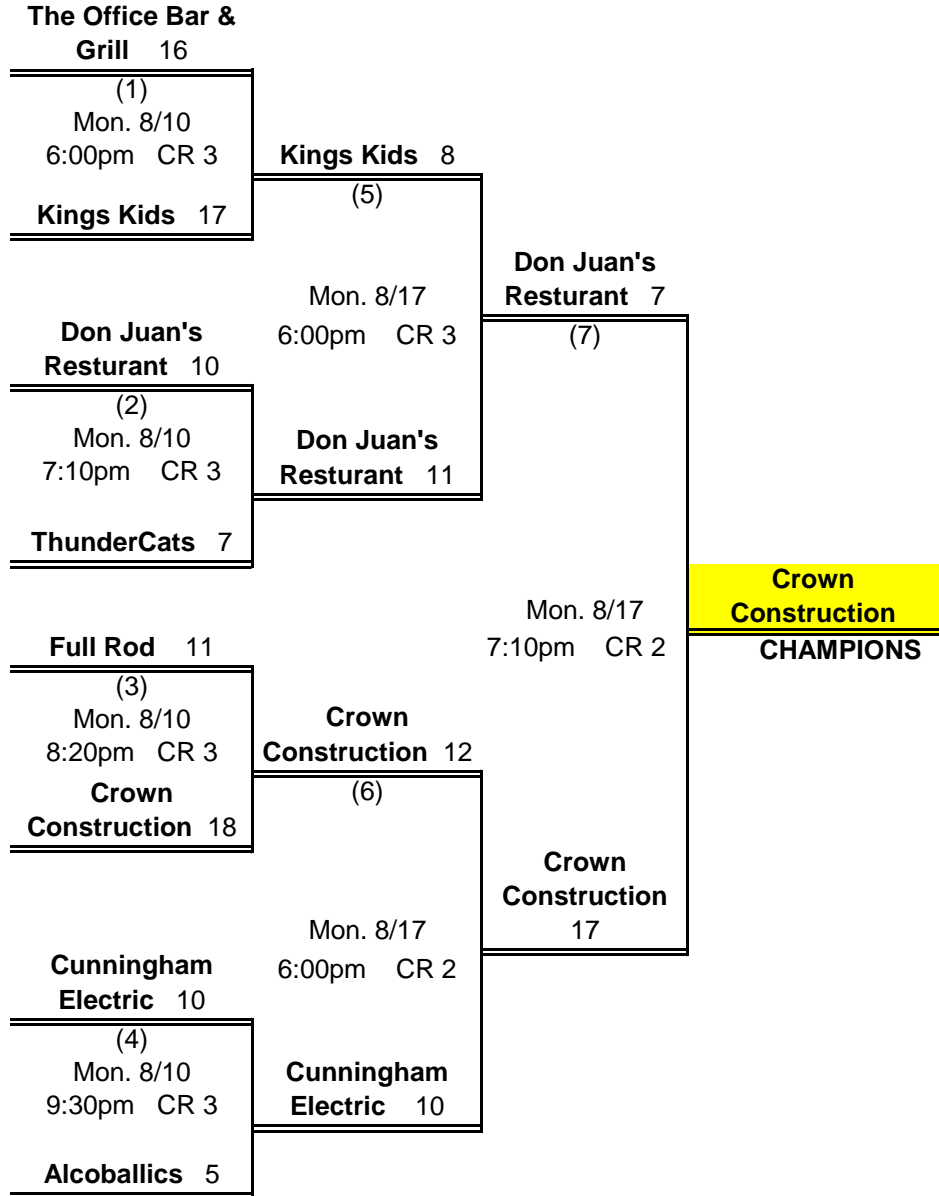 The Office Bar &
Grill 16
(1)
Mon. 8/10
6:00pm CR 3
Kings Kids 17
Kings Kids 8
(5)
Mon. 8/17
6:00pm CR 3
Don Juan's
Resturant 10
(2)
Mon. 8/10
7:10pm CR 3
ThunderCats 7
Don Juan's
Resturant 11
Don Juan's
Resturant 7
(7)
Mon. 8/17
7:10pm CR 2
Crown
Construction
CHAMPIONS
Full Rod 11
(3)
Mon. 8/10
8:20pm CR 3
Crown
Construction 18
Crown
Construction 12
(6)
Mon. 8/17
6:00pm CR 2
Crown
Construction
17
Cunningham
Electric 10
(4)
Mon. 8/10
9:30pm CR 3
Alcoballics 5
Cunningham
Electric 10